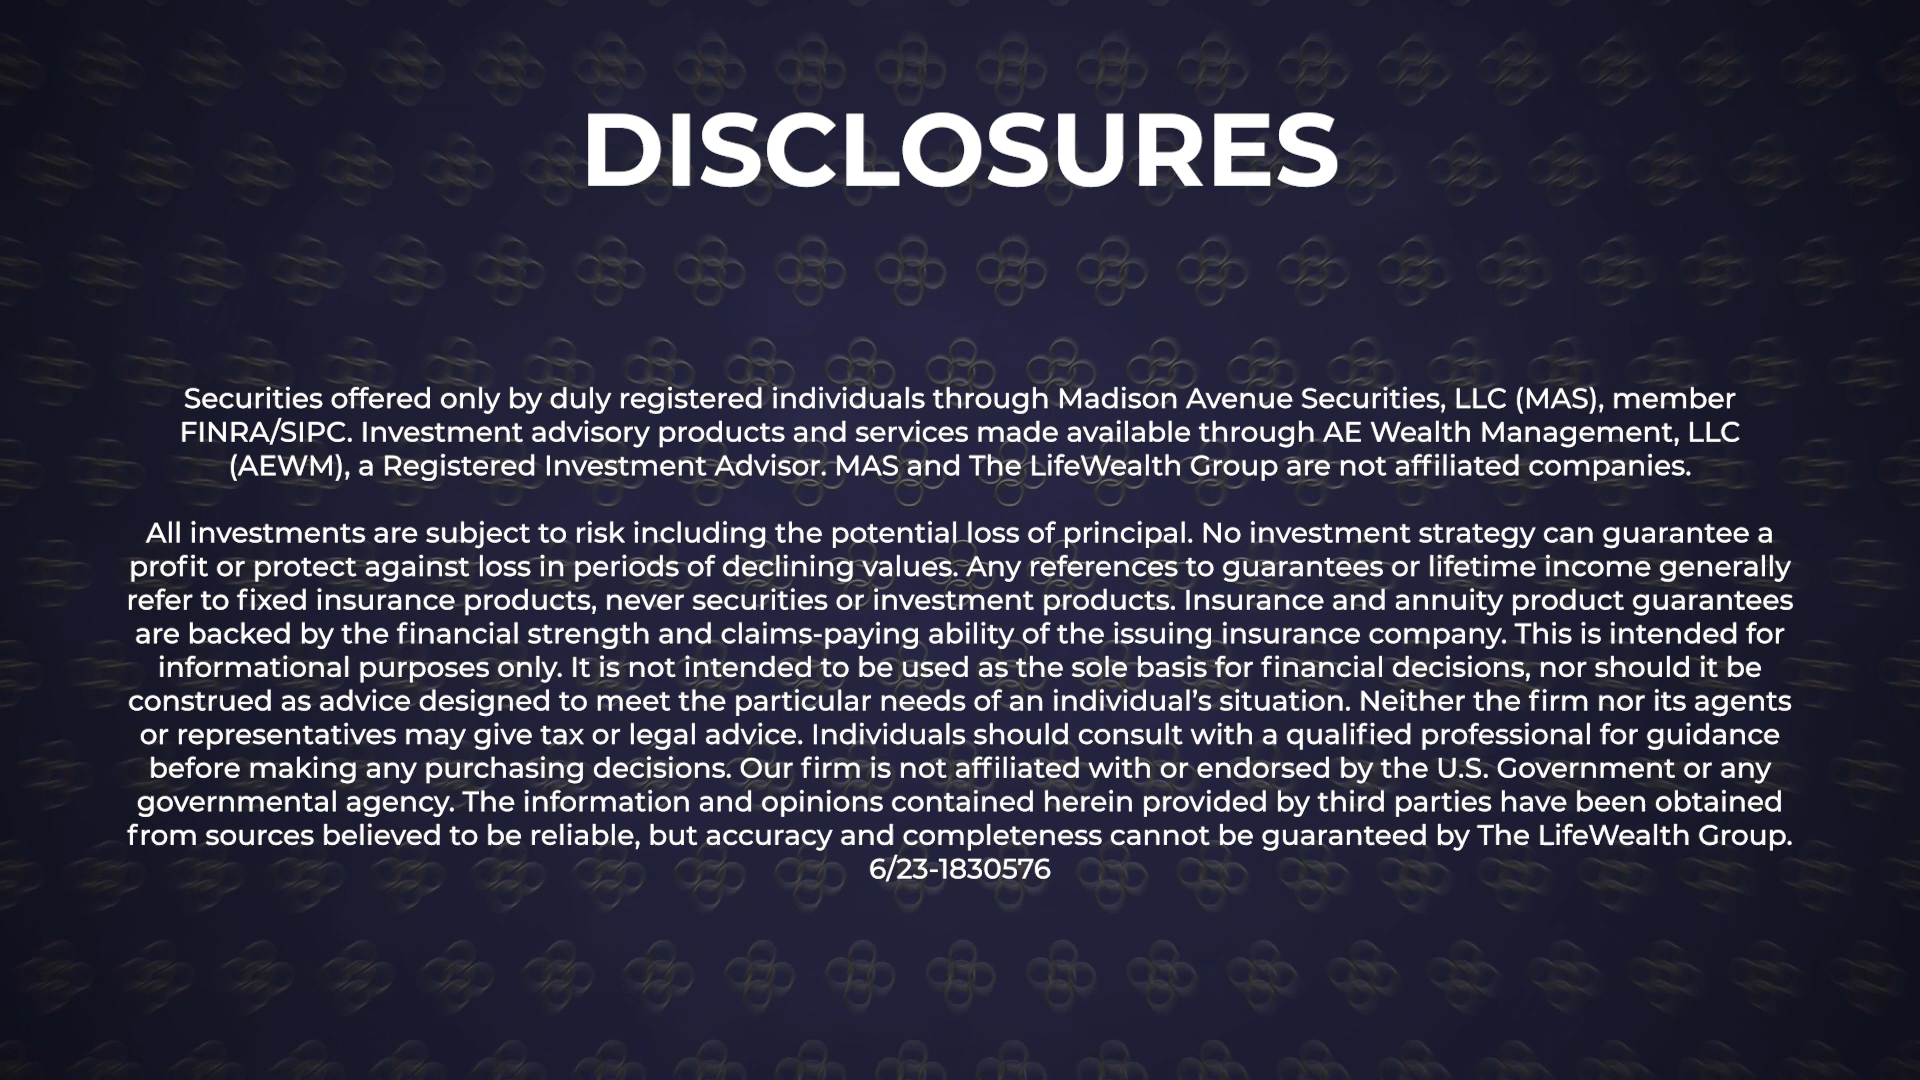 DISCLOSURES
Securities offered only by duly registered individuals through Madison Avenue Securities, LLC (MAS), member
FINRA/SIPC. Investment advisory products and services made available through AE Wealth Management, LLC
(AEWM), a Registered Investment Advisor. MAS and The LifeWealth Group are not affiliated companies.
All investments are subject to risk including the potential loss of principal. No investment strategy can guarantee a
profit or protect against loss in periods of declining values. Any references to guarantees or lifetime income generally
refer to fixed insurance products, never securities or investment products. Insurance and annuity product guarantees
are backed by the financial strength and claims-paying ability of the issuing insurance company. This is intended for
informational purposes only. It is not intended to be used as the sole basis for financial decisions, nor should it be
construed as advice designed to meet the particular needs of an individual’s situation. Neither the firm nor its agents
or representatives may give tax or legal advice. Individuals should consult with a qualified professional for guidance
before making any purchasing decisions. Our firm is not affiliated with or endorsed by the U.S. Government or any
governmental agency. The information and opinions contained herein provided by third parties have been obtained
from sources believed to be reliable, but accuracy and completeness cannot be guaranteed by The LifeWealth Group.
6/23-1830576